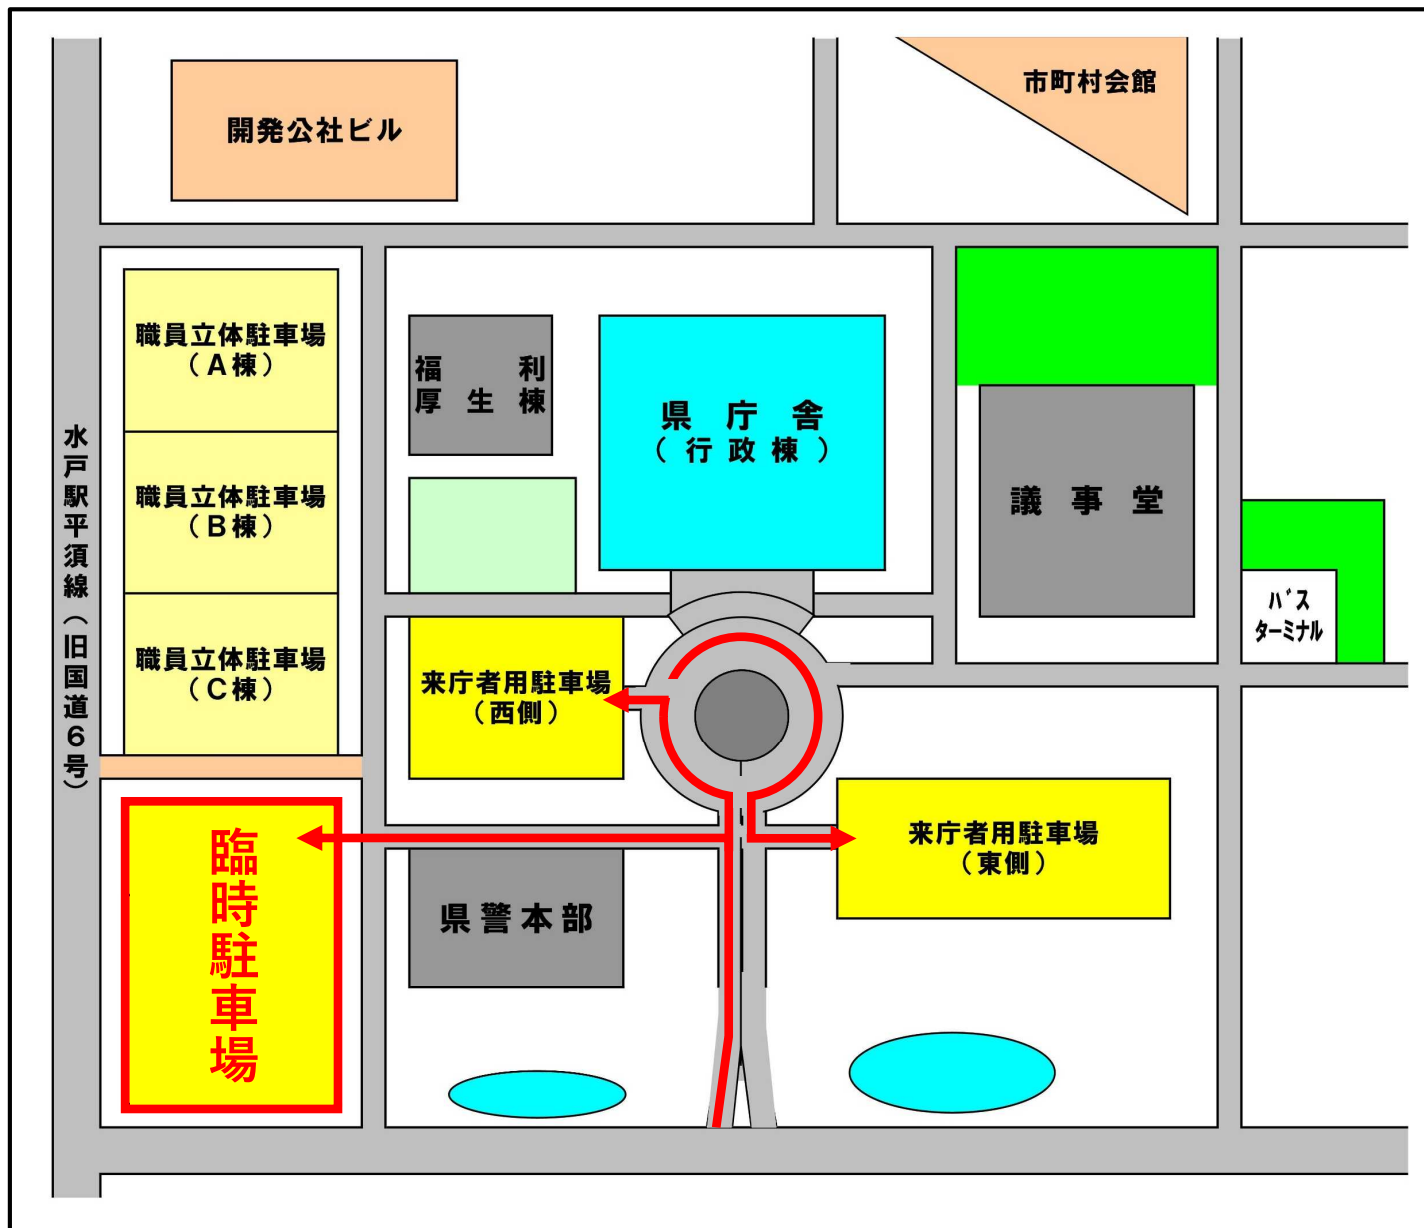 開発公社ビル
市町村会館
職員立体駐車場
(A棟)
福利
厚生棟
県庁舎
(行政棟)
職員立体駐車場
(B棟)
議事堂
水戸駅平須線(旧国道6号)
バス
ターミナル
職員立体駐車場
(C棟)
来庁者用駐車場
(西側)
来庁者用駐車場
(東側)
臨時駐車場
県警本部